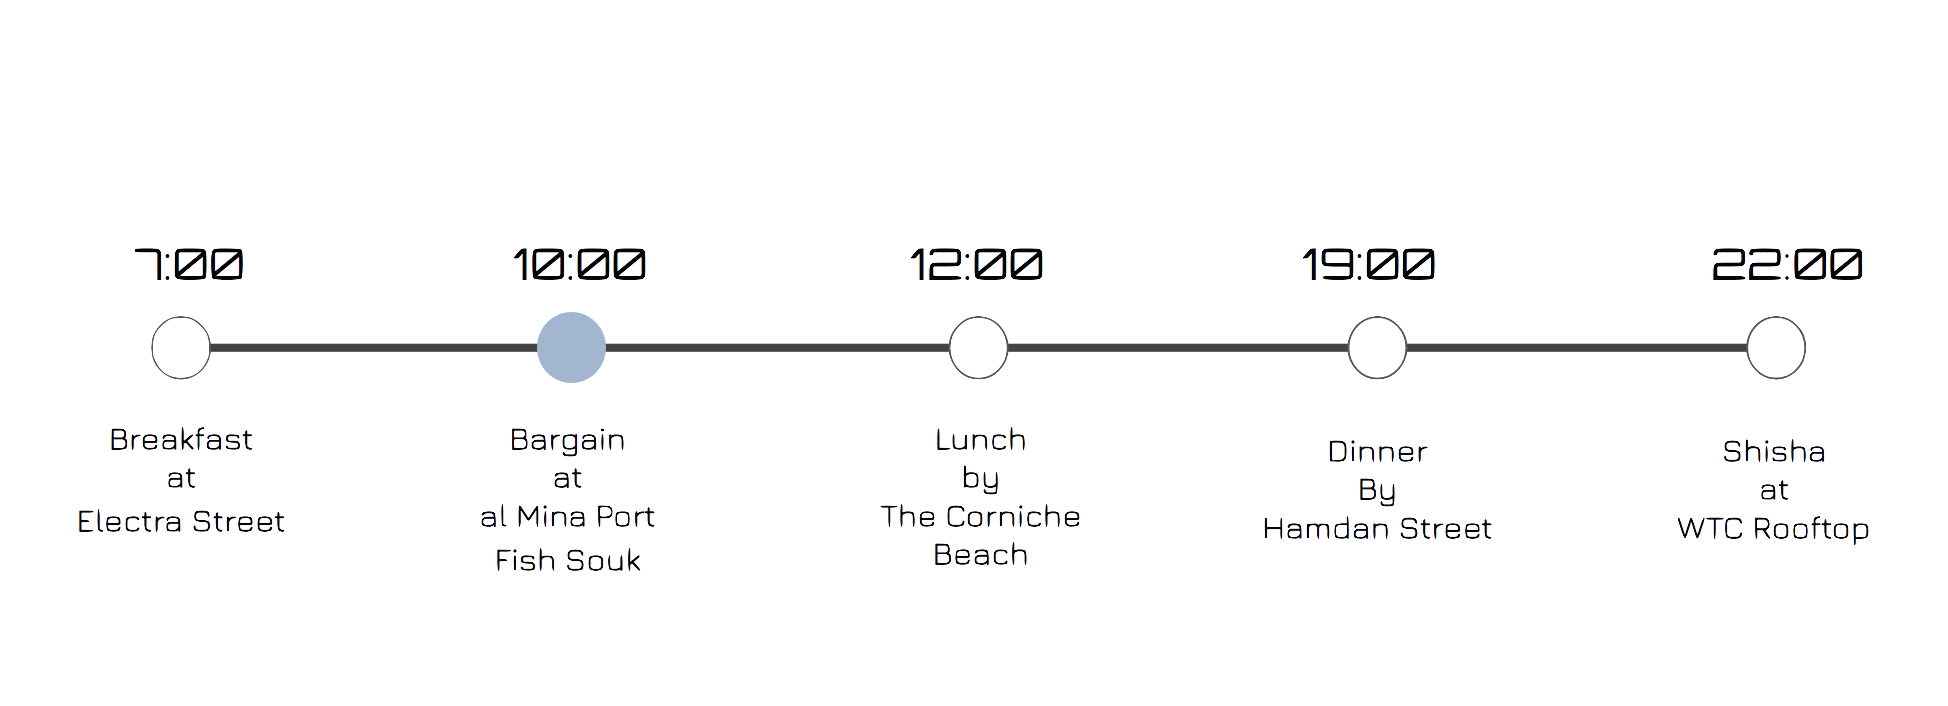 7:00
10:00
12:00
19:00
22:00
Breakfast
at
Electra Street
Bargain
at
al Mina Port
Fish Souk
Lunch
by
The Corniche
Beach
Dinner
By
Hamdan Street
Shisha
at
WTC Rooftop